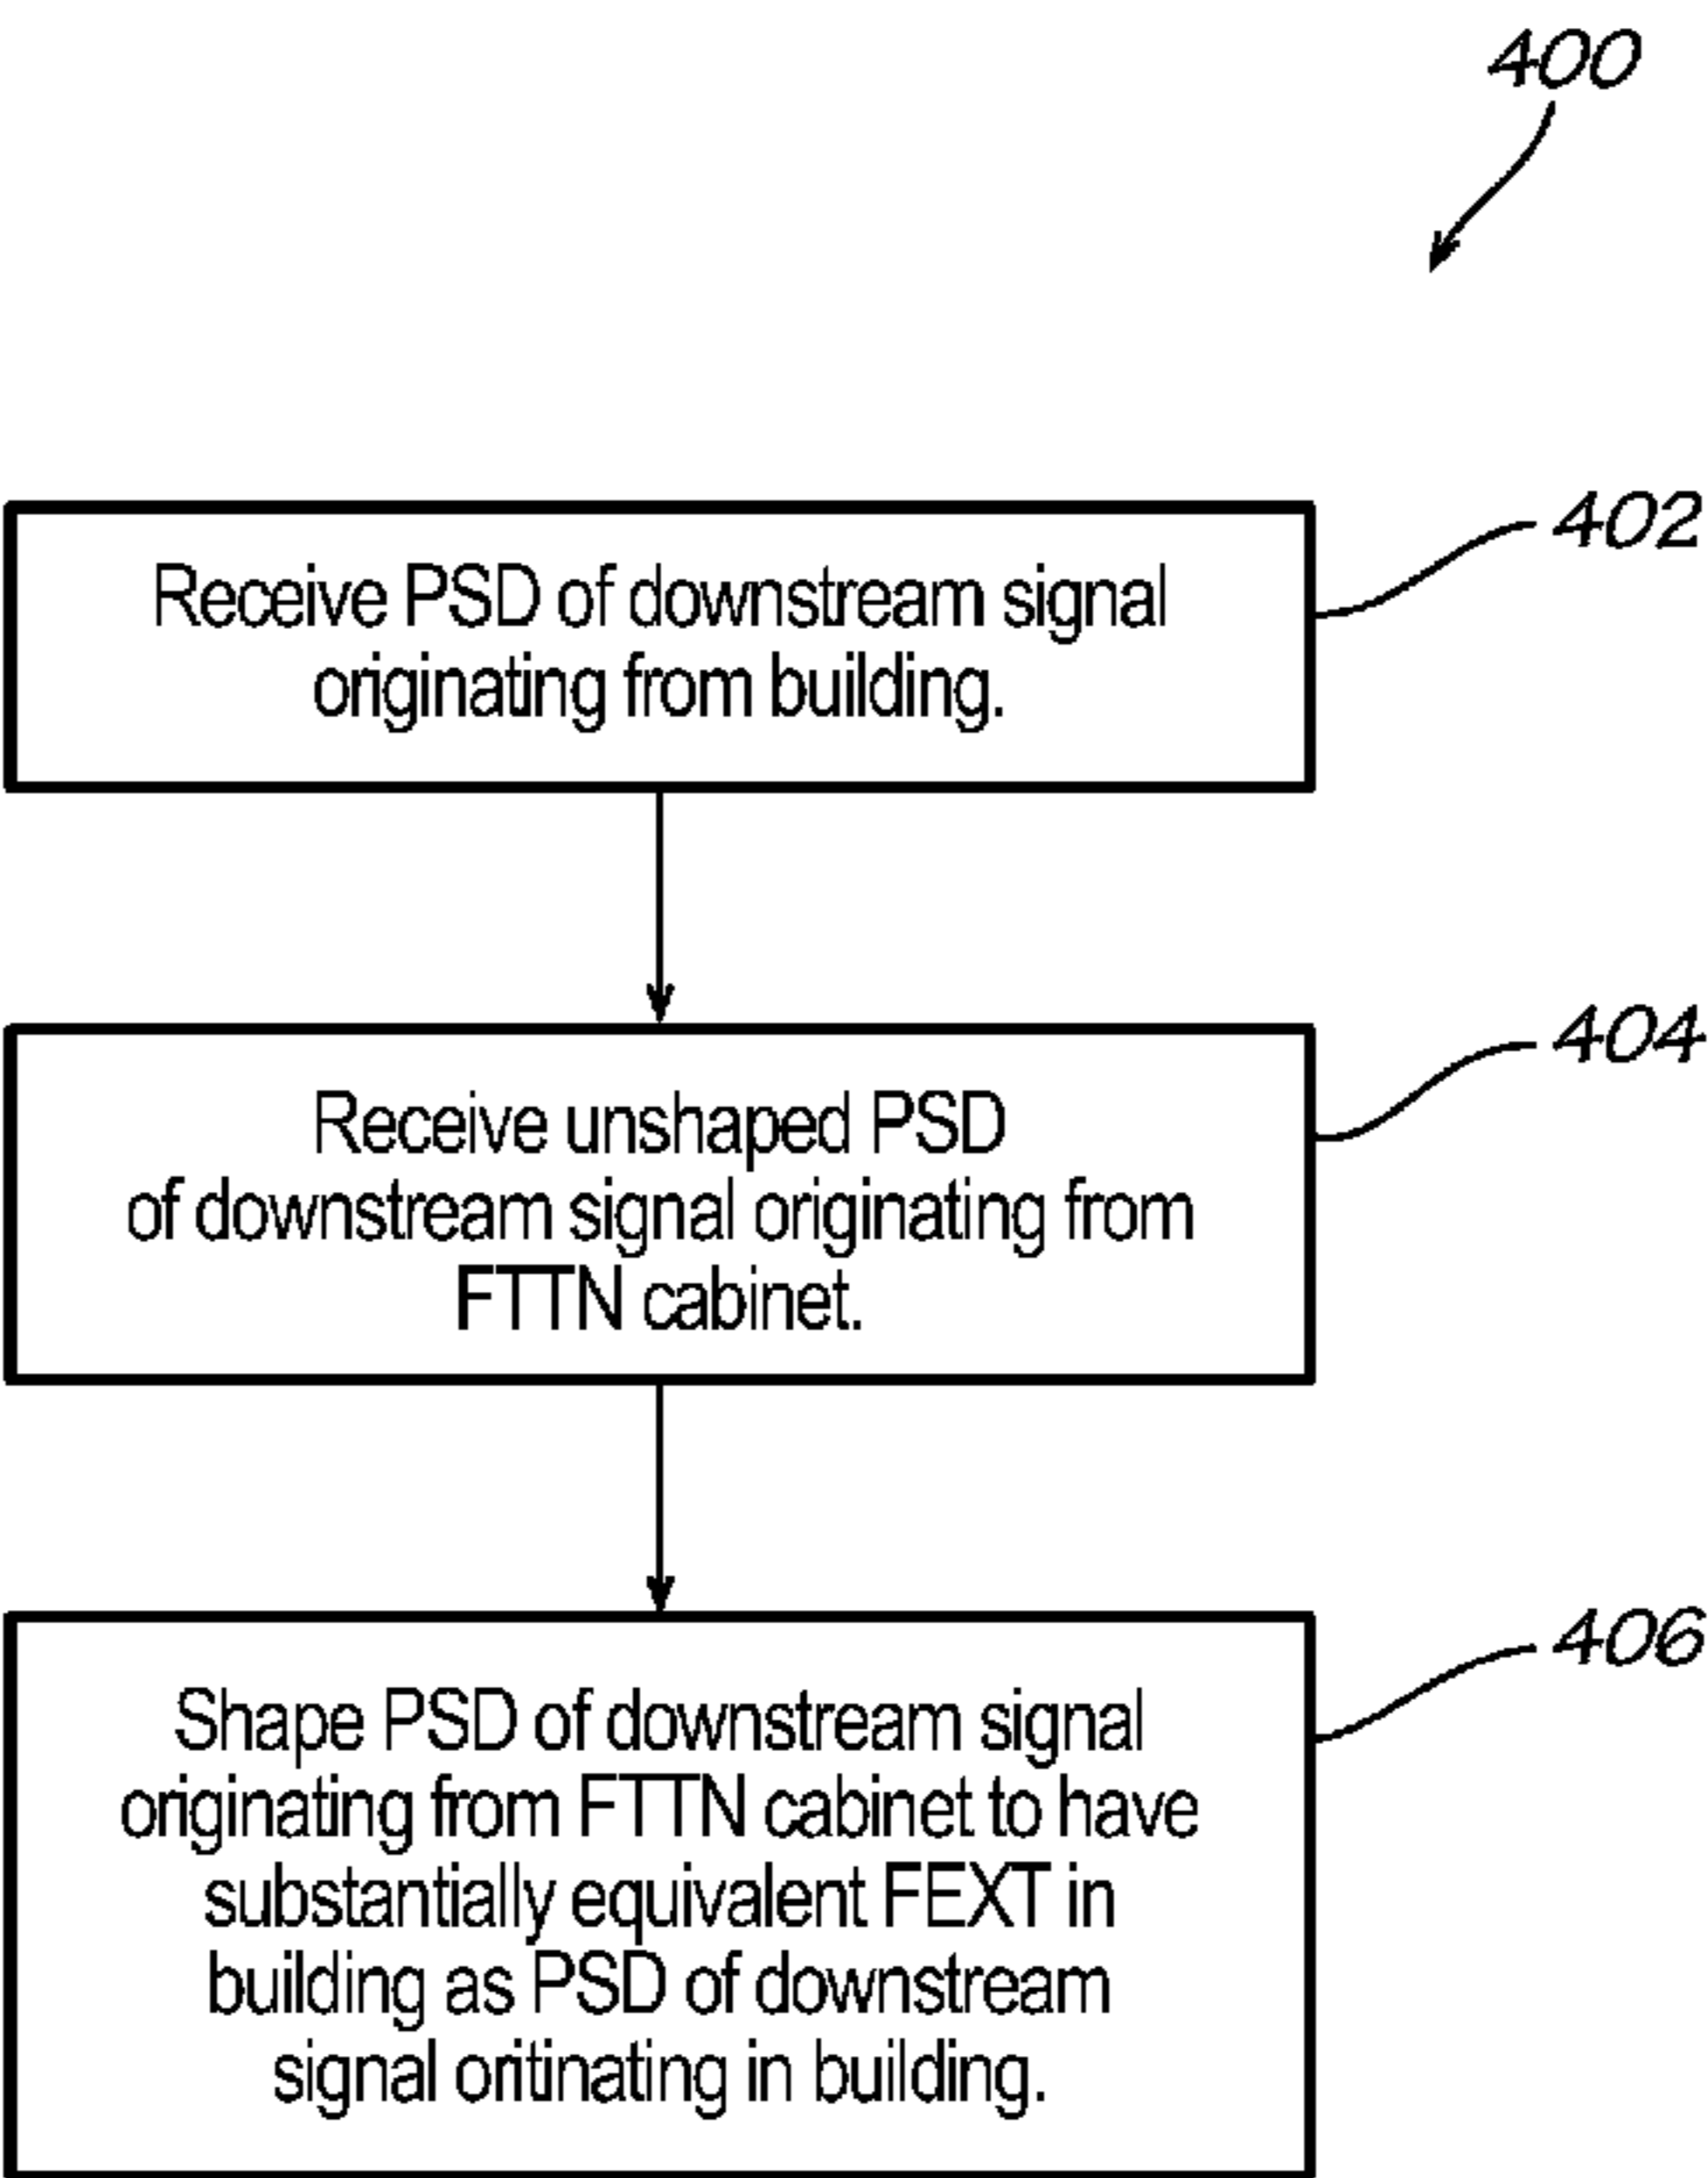 400
Receive PSD of downstream signal
originating from building.
402
Receive unshaped PSD
of downstream signal originating from
FTTN cabinet.
404
Shape PSD of downstream signal
originating from FTTN cabinet to have
substantially equivalent FEXT in
building as PSD of downstream
signal oritinating in building.
406